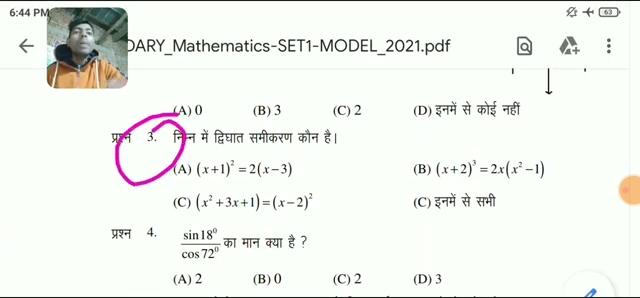 6:44 PM 63
DARY_Mathematics-SET1-MODEL_2021.pdf
(A) 0 (B) 3 (C) 2 (D) इनमें से कोई नहीं
प्रश्न 3. निम्न में द्विघात समीकरण कौन है।
(A) (x+1)² = 2(x−3) (B) (x+2)³ = 2x(x²−1)
(C) (x²+3x+1) = (x−2)² (C) इनमें से सभी
प्रश्न 4. sin18⁰/cos72⁰ का मान क्या है ?
(A) 2 (B) 0 (C) 2 (D) 3